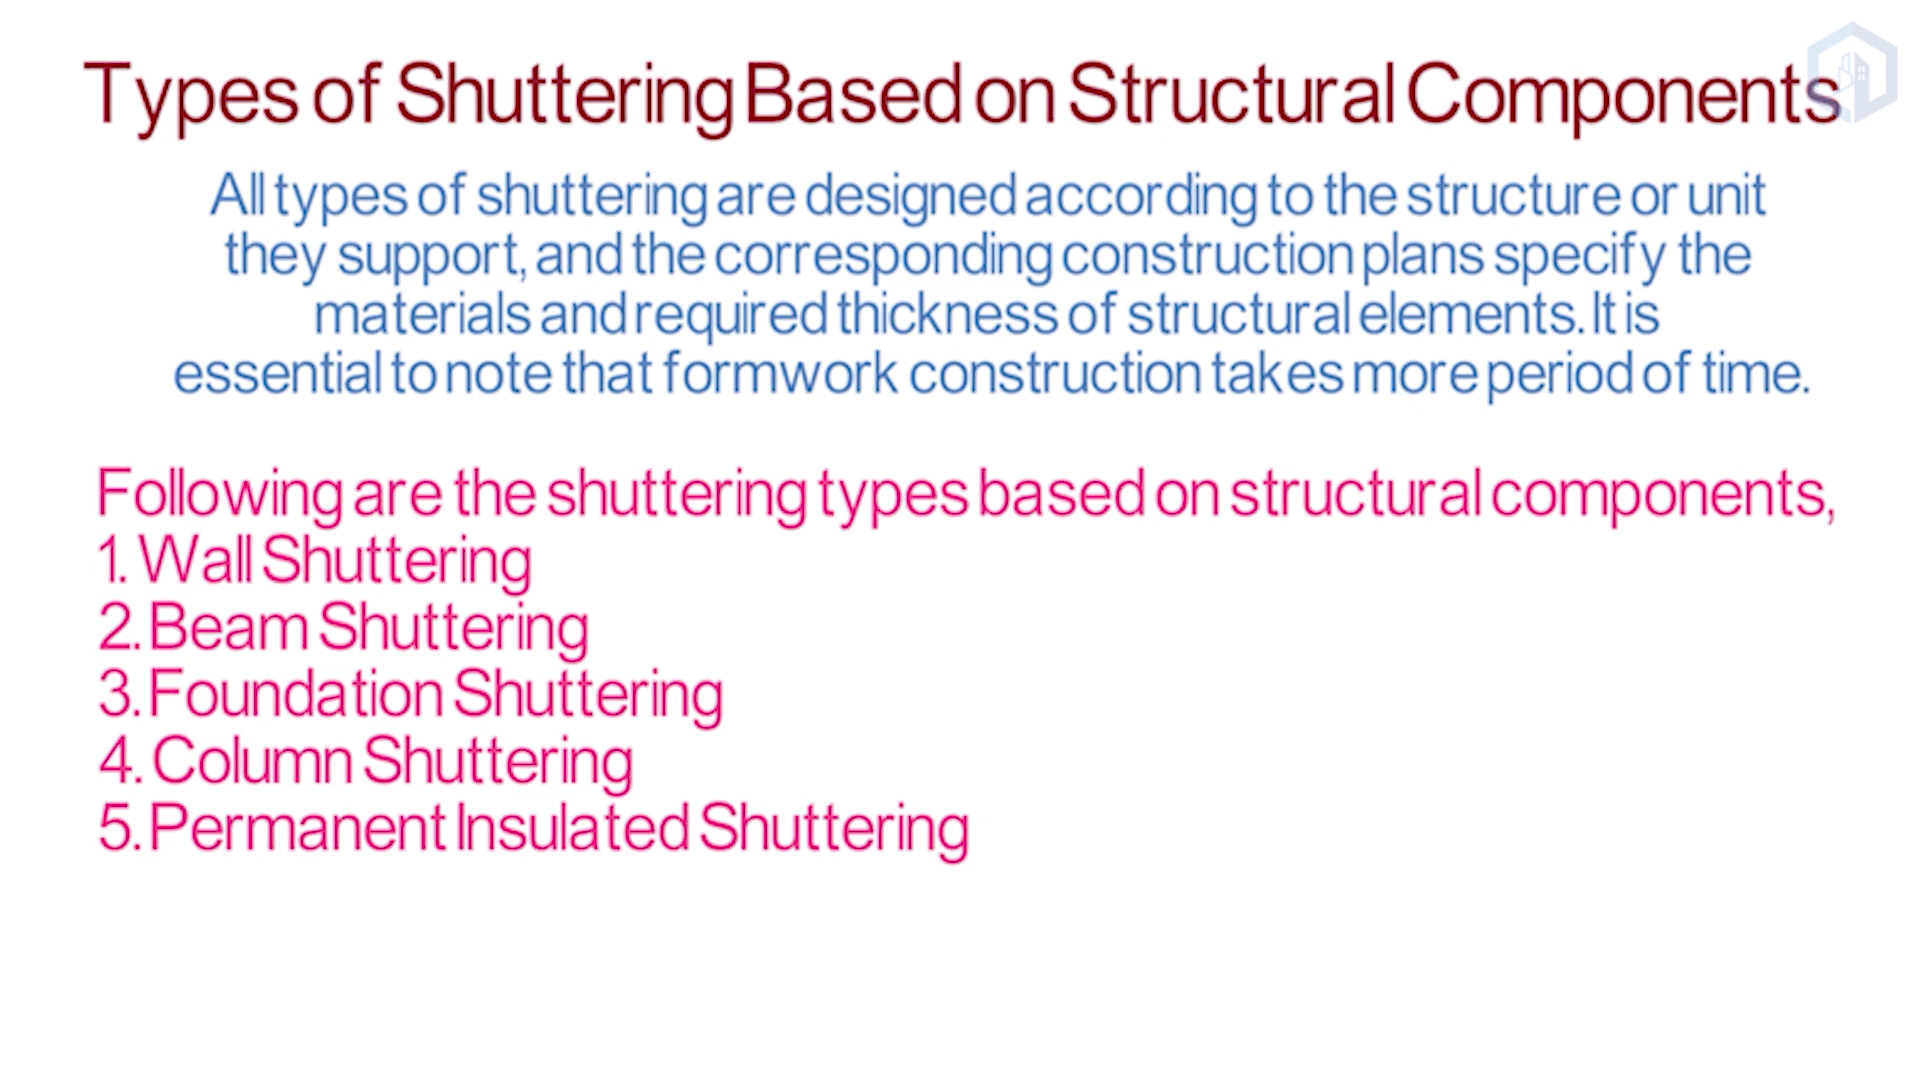 Types of Shuttering Based on Structural Components
All types of shuttering are designed according to the structure or unit
they support, and the corresponding construction plans specify the
materials and required thickness of structural elements. It is
essential to note that formwork construction takes more period of time.
Following are the shuttering types based on structural components,
1. Wall Shuttering
2. Beam Shuttering
3. Foundation Shuttering
4. Column Shuttering
5. Permanent Insulated Shuttering